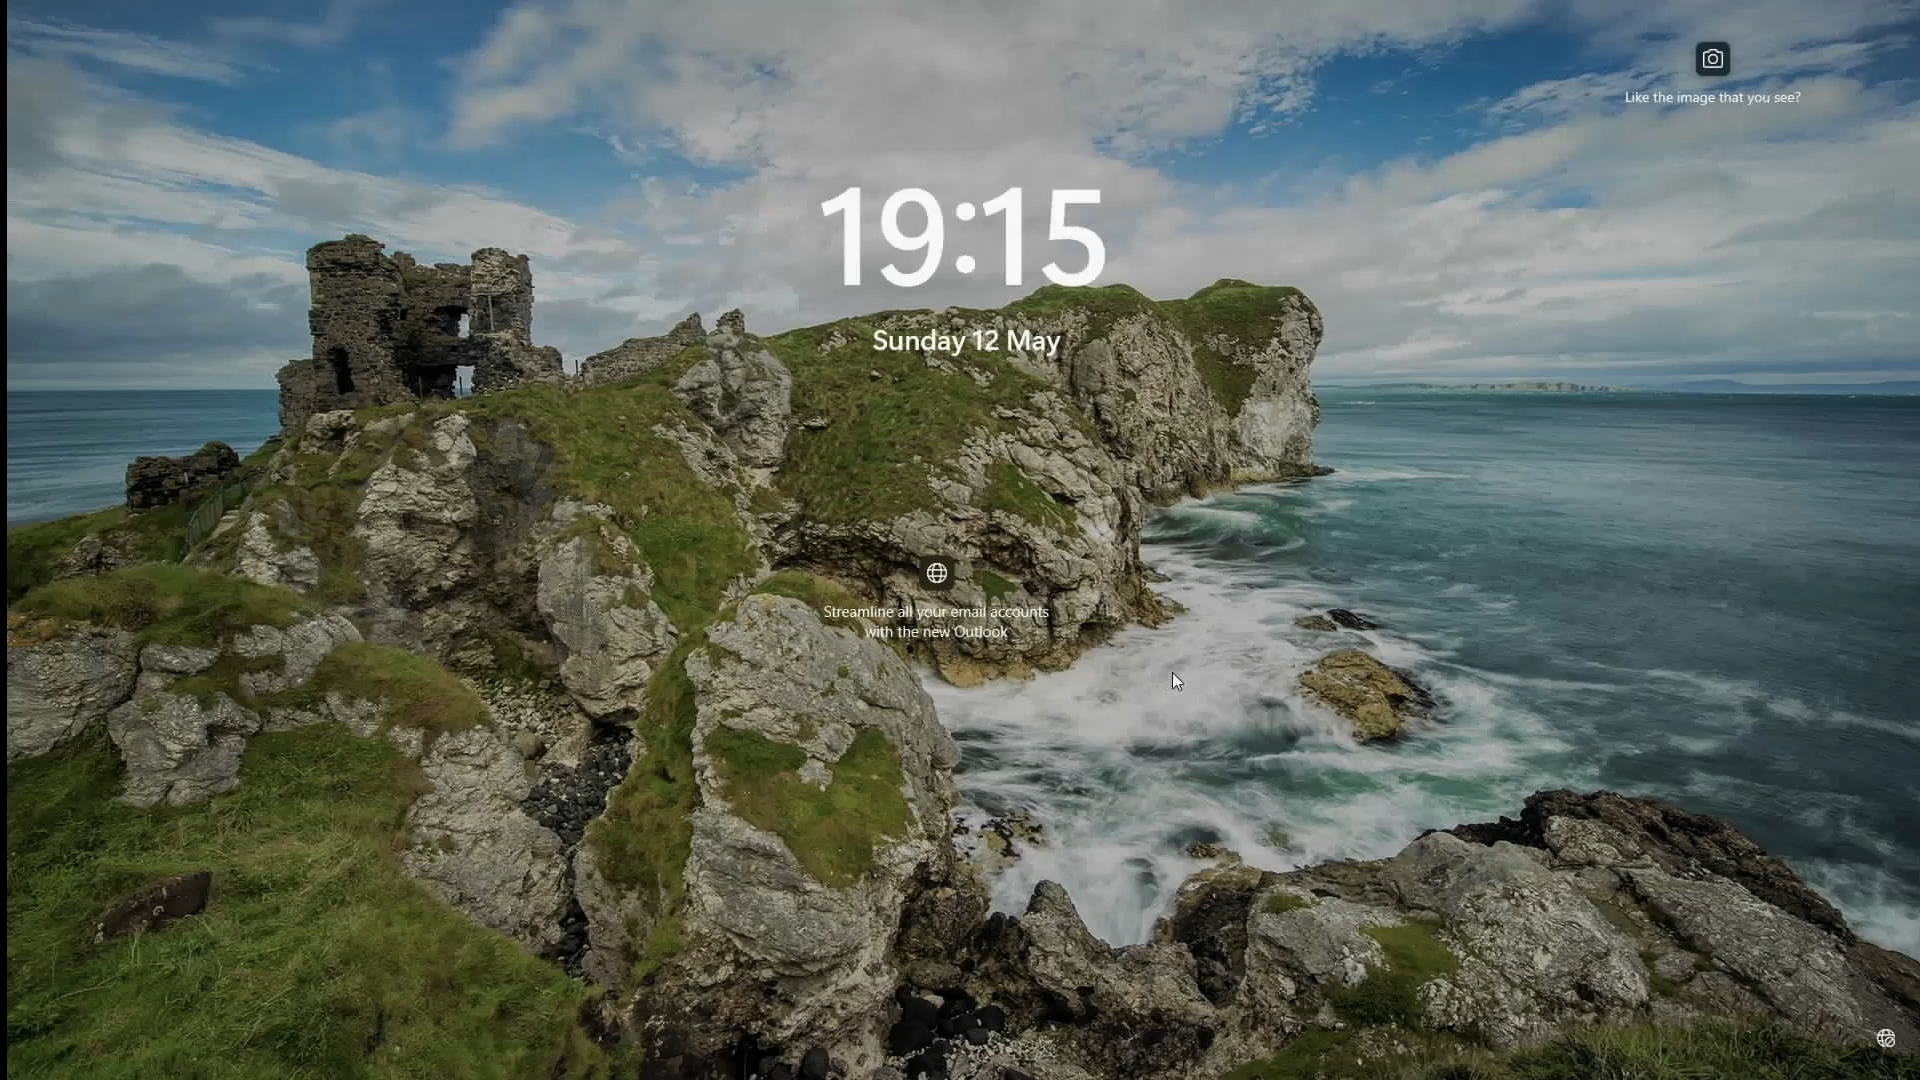 Like the image that you see?
19:15
Sunday 12 May
Streamline all your email accounts
with the new Outlook